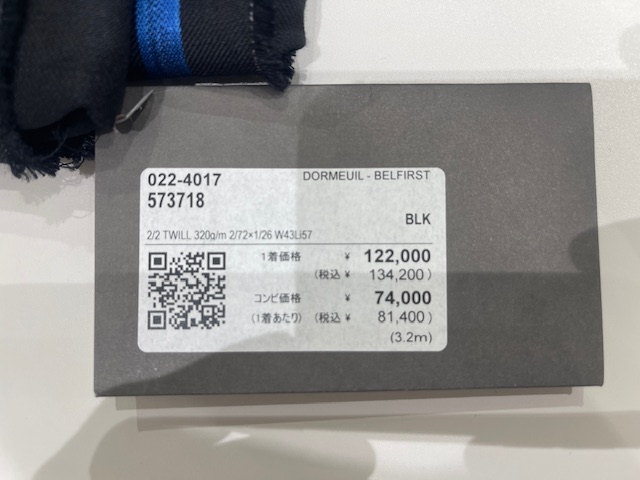 022-4017 DORMEUIL - BELFIRST
573718
BLK
2/2 TWILL 320g/m 2/72×1/26 W43Li57
1着価格 ¥ 122,000
(税込 ¥ 134,200)
コンビ価格 ¥ 74,000
(1着あたり) (税込 ¥ 81,400)
(3.2m)